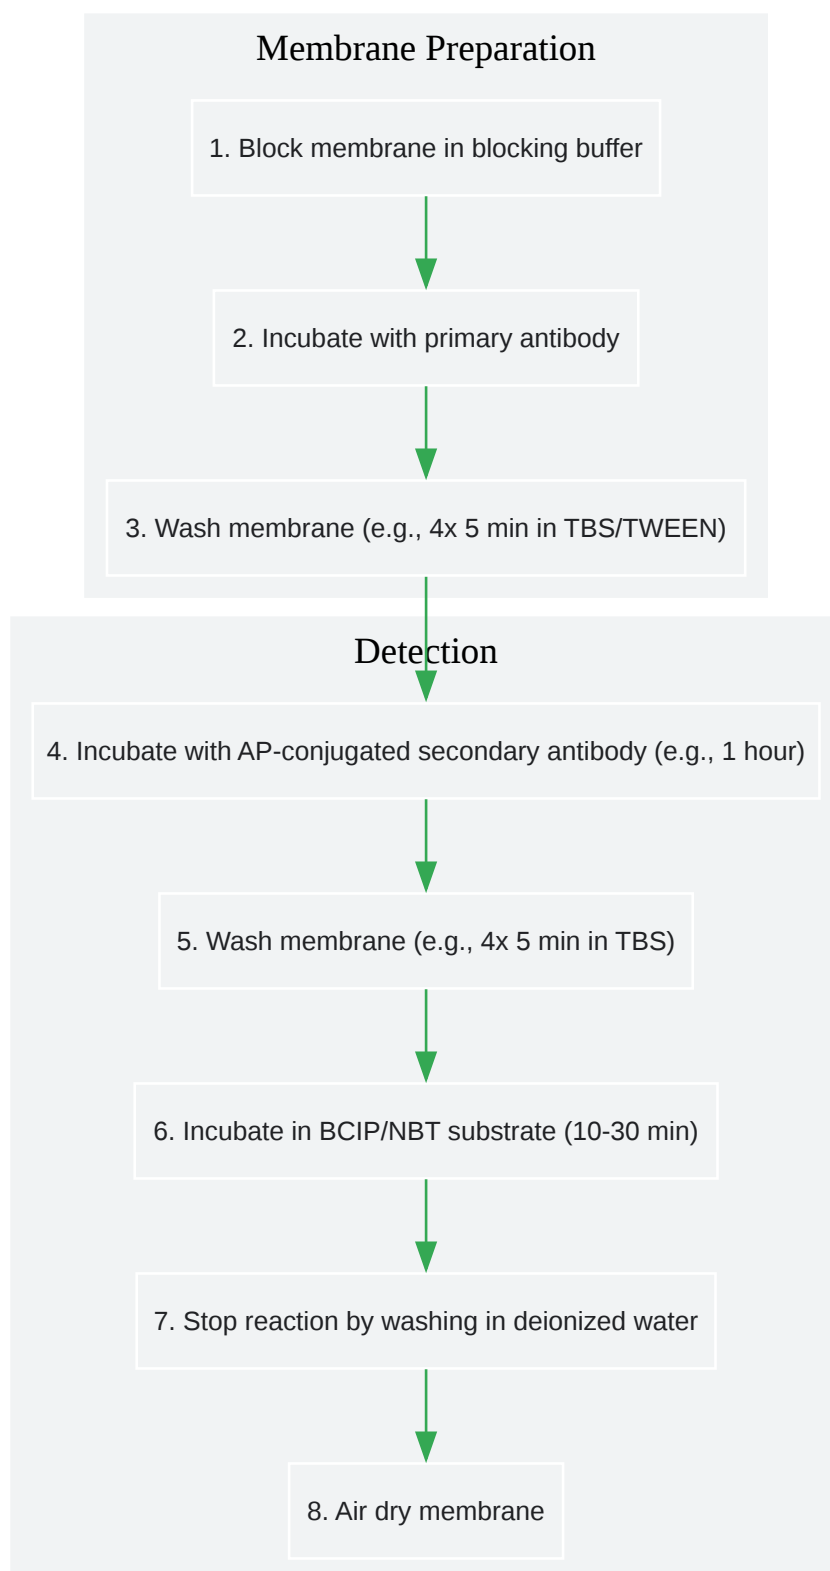 Membrane Preparation
1. Block membrane in blocking buffer
2. Incubate with primary antibody
3. Wash membrane (e.g., 4x 5 min in TBS/TWEEN)
Detection
4. Incubate with AP-conjugated secondary antibody (e.g., 1 hour)
5. Wash membrane (e.g., 4x 5 min in TBS)
6. Incubate in BCIP/NBT substrate (10-30 min)
7. Stop reaction by washing in deionized water
8. Air dry membrane